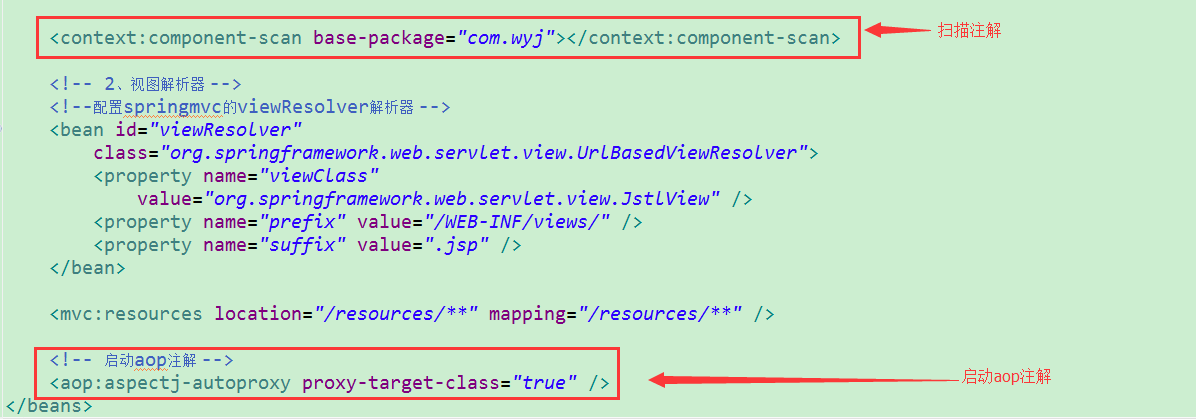 <context:component-scan base-package="com.wyj"></context:component-scan>
扫描注解
<!-- 2、视图解析器 -->
<!--配置springmvc的viewResolver解析器 -->
<bean id="viewResolver"
class="org.springframework.web.servlet.view.UrlBasedViewResolver">
<property name="viewClass"
value="org.springframework.web.servlet.view.JstlView" />
<property name="prefix" value="/WEB-INF/views/" />
<property name="suffix" value=".jsp" />
</bean>
<mvc:resources location="/resources/**" mapping="/resources/**" />
<!-- 启动aop注解 -->
<aop:aspectj-autoproxy proxy-target-class="true" />
启动aop注解
</beans>